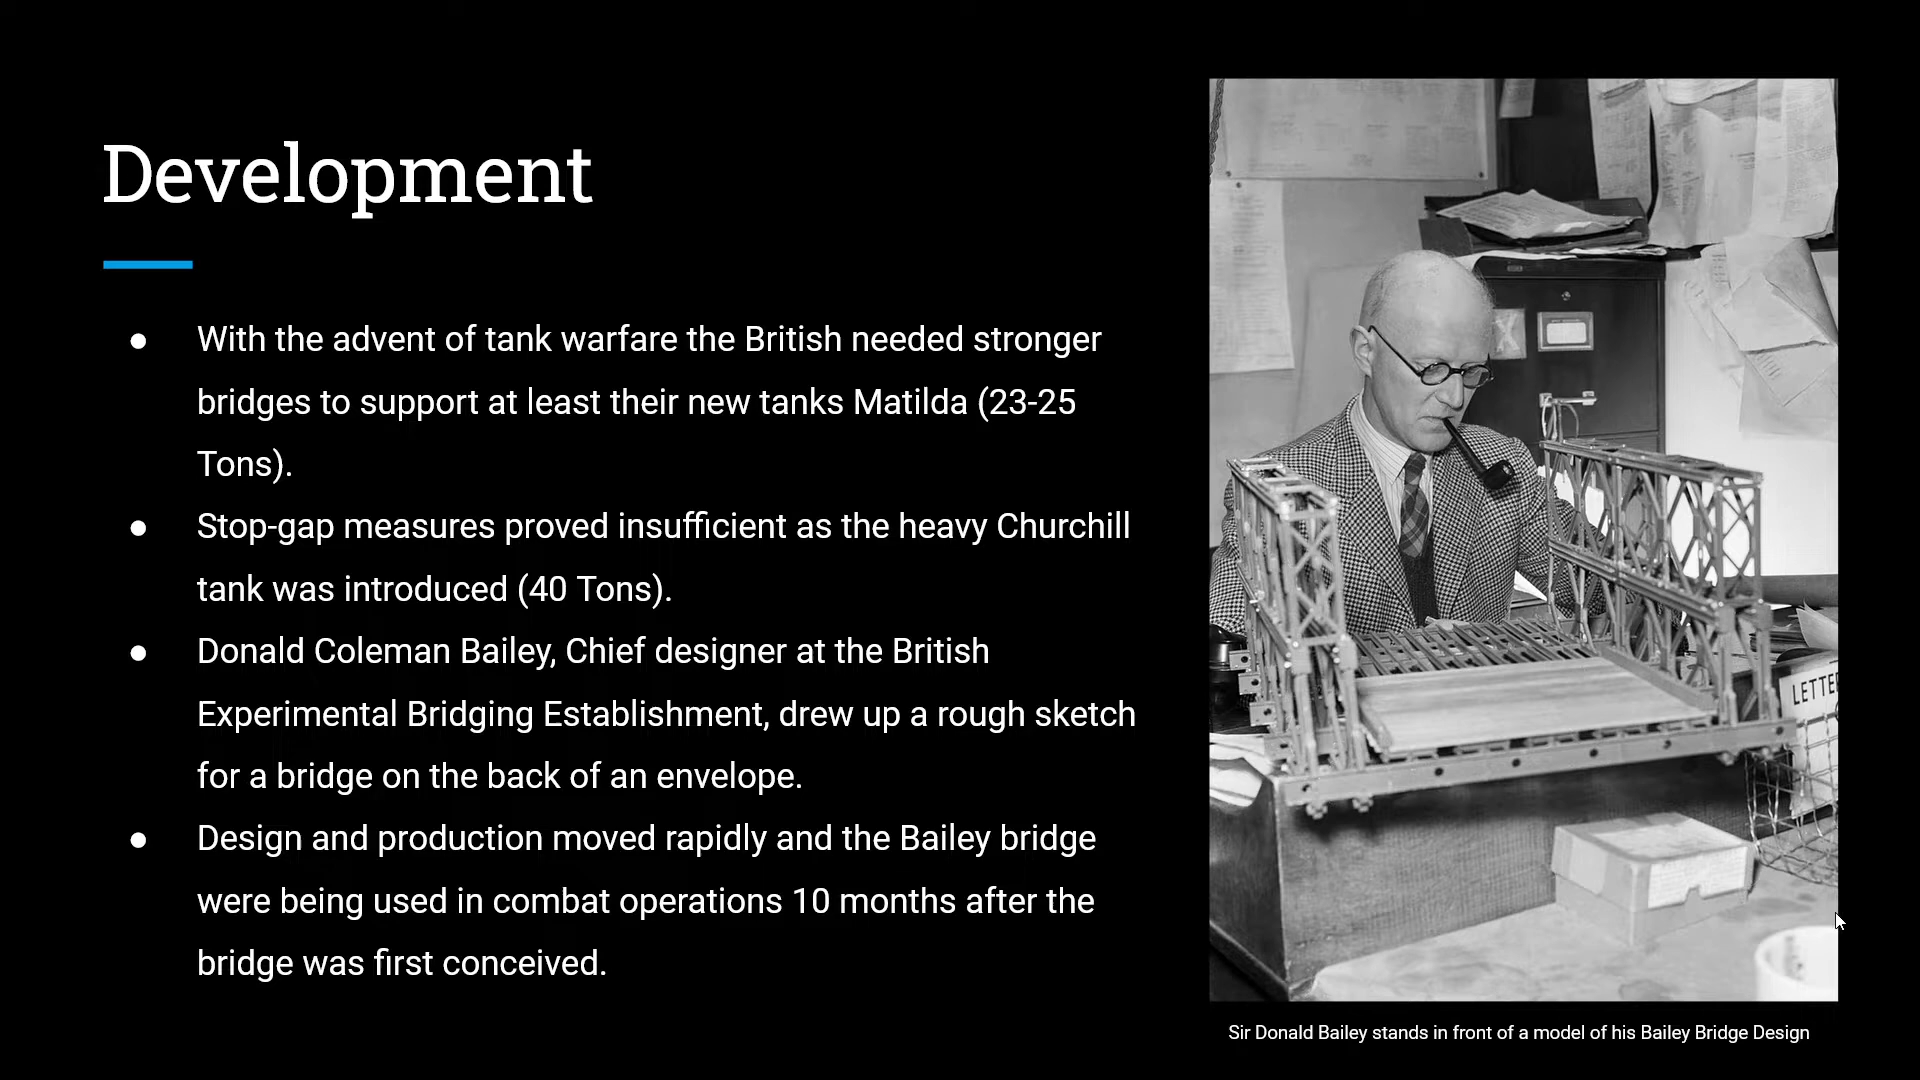 Development
● With the advent of tank warfare the British needed stronger
bridges to support at least their new tanks Matilda (23-25
Tons).
● Stop-gap measures proved insufficient as the heavy Churchill
tank was introduced (40 Tons).
● Donald Coleman Bailey, Chief designer at the British
Experimental Bridging Establishment, drew up a rough sketch
for a bridge on the back of an envelope.
● Design and production moved rapidly and the Bailey bridge
were being used in combat operations 10 months after the
bridge was first conceived.
LETTE
Sir Donald Bailey stands in front of a model of his Bailey Bridge Design